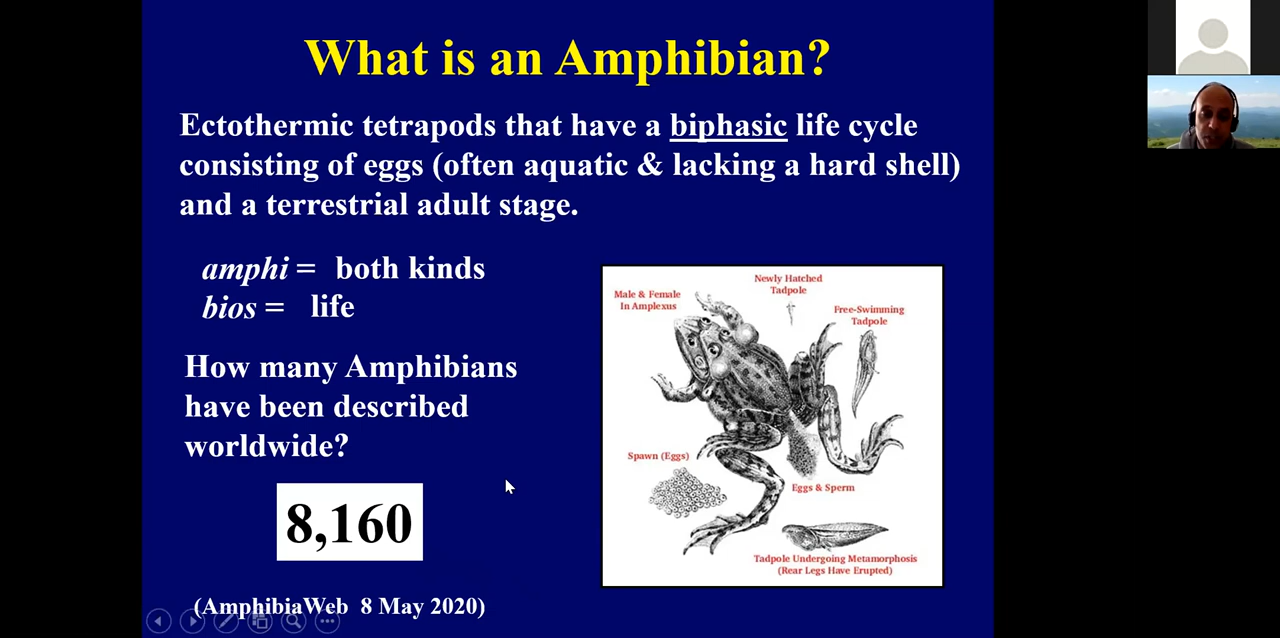 What is an Amphibian?
Ectothermic tetrapods that have a biphasic life cycle
consisting of eggs (often aquatic & lacking a hard shell)
and a terrestrial adult stage.
amphi = both kinds
bios = life
How many Amphibians
have been described
worldwide?
8,160
(AmphibiaWeb 8 May 2020)
Newly Hatched
Tadpole
Male & Female
In Amplexus
Free-Swimming
Tadpole
Spawn (Eggs)
Eggs & Sperm
Tadpole Undergoing Metamorphosis
(Rear Legs Have Erupted)